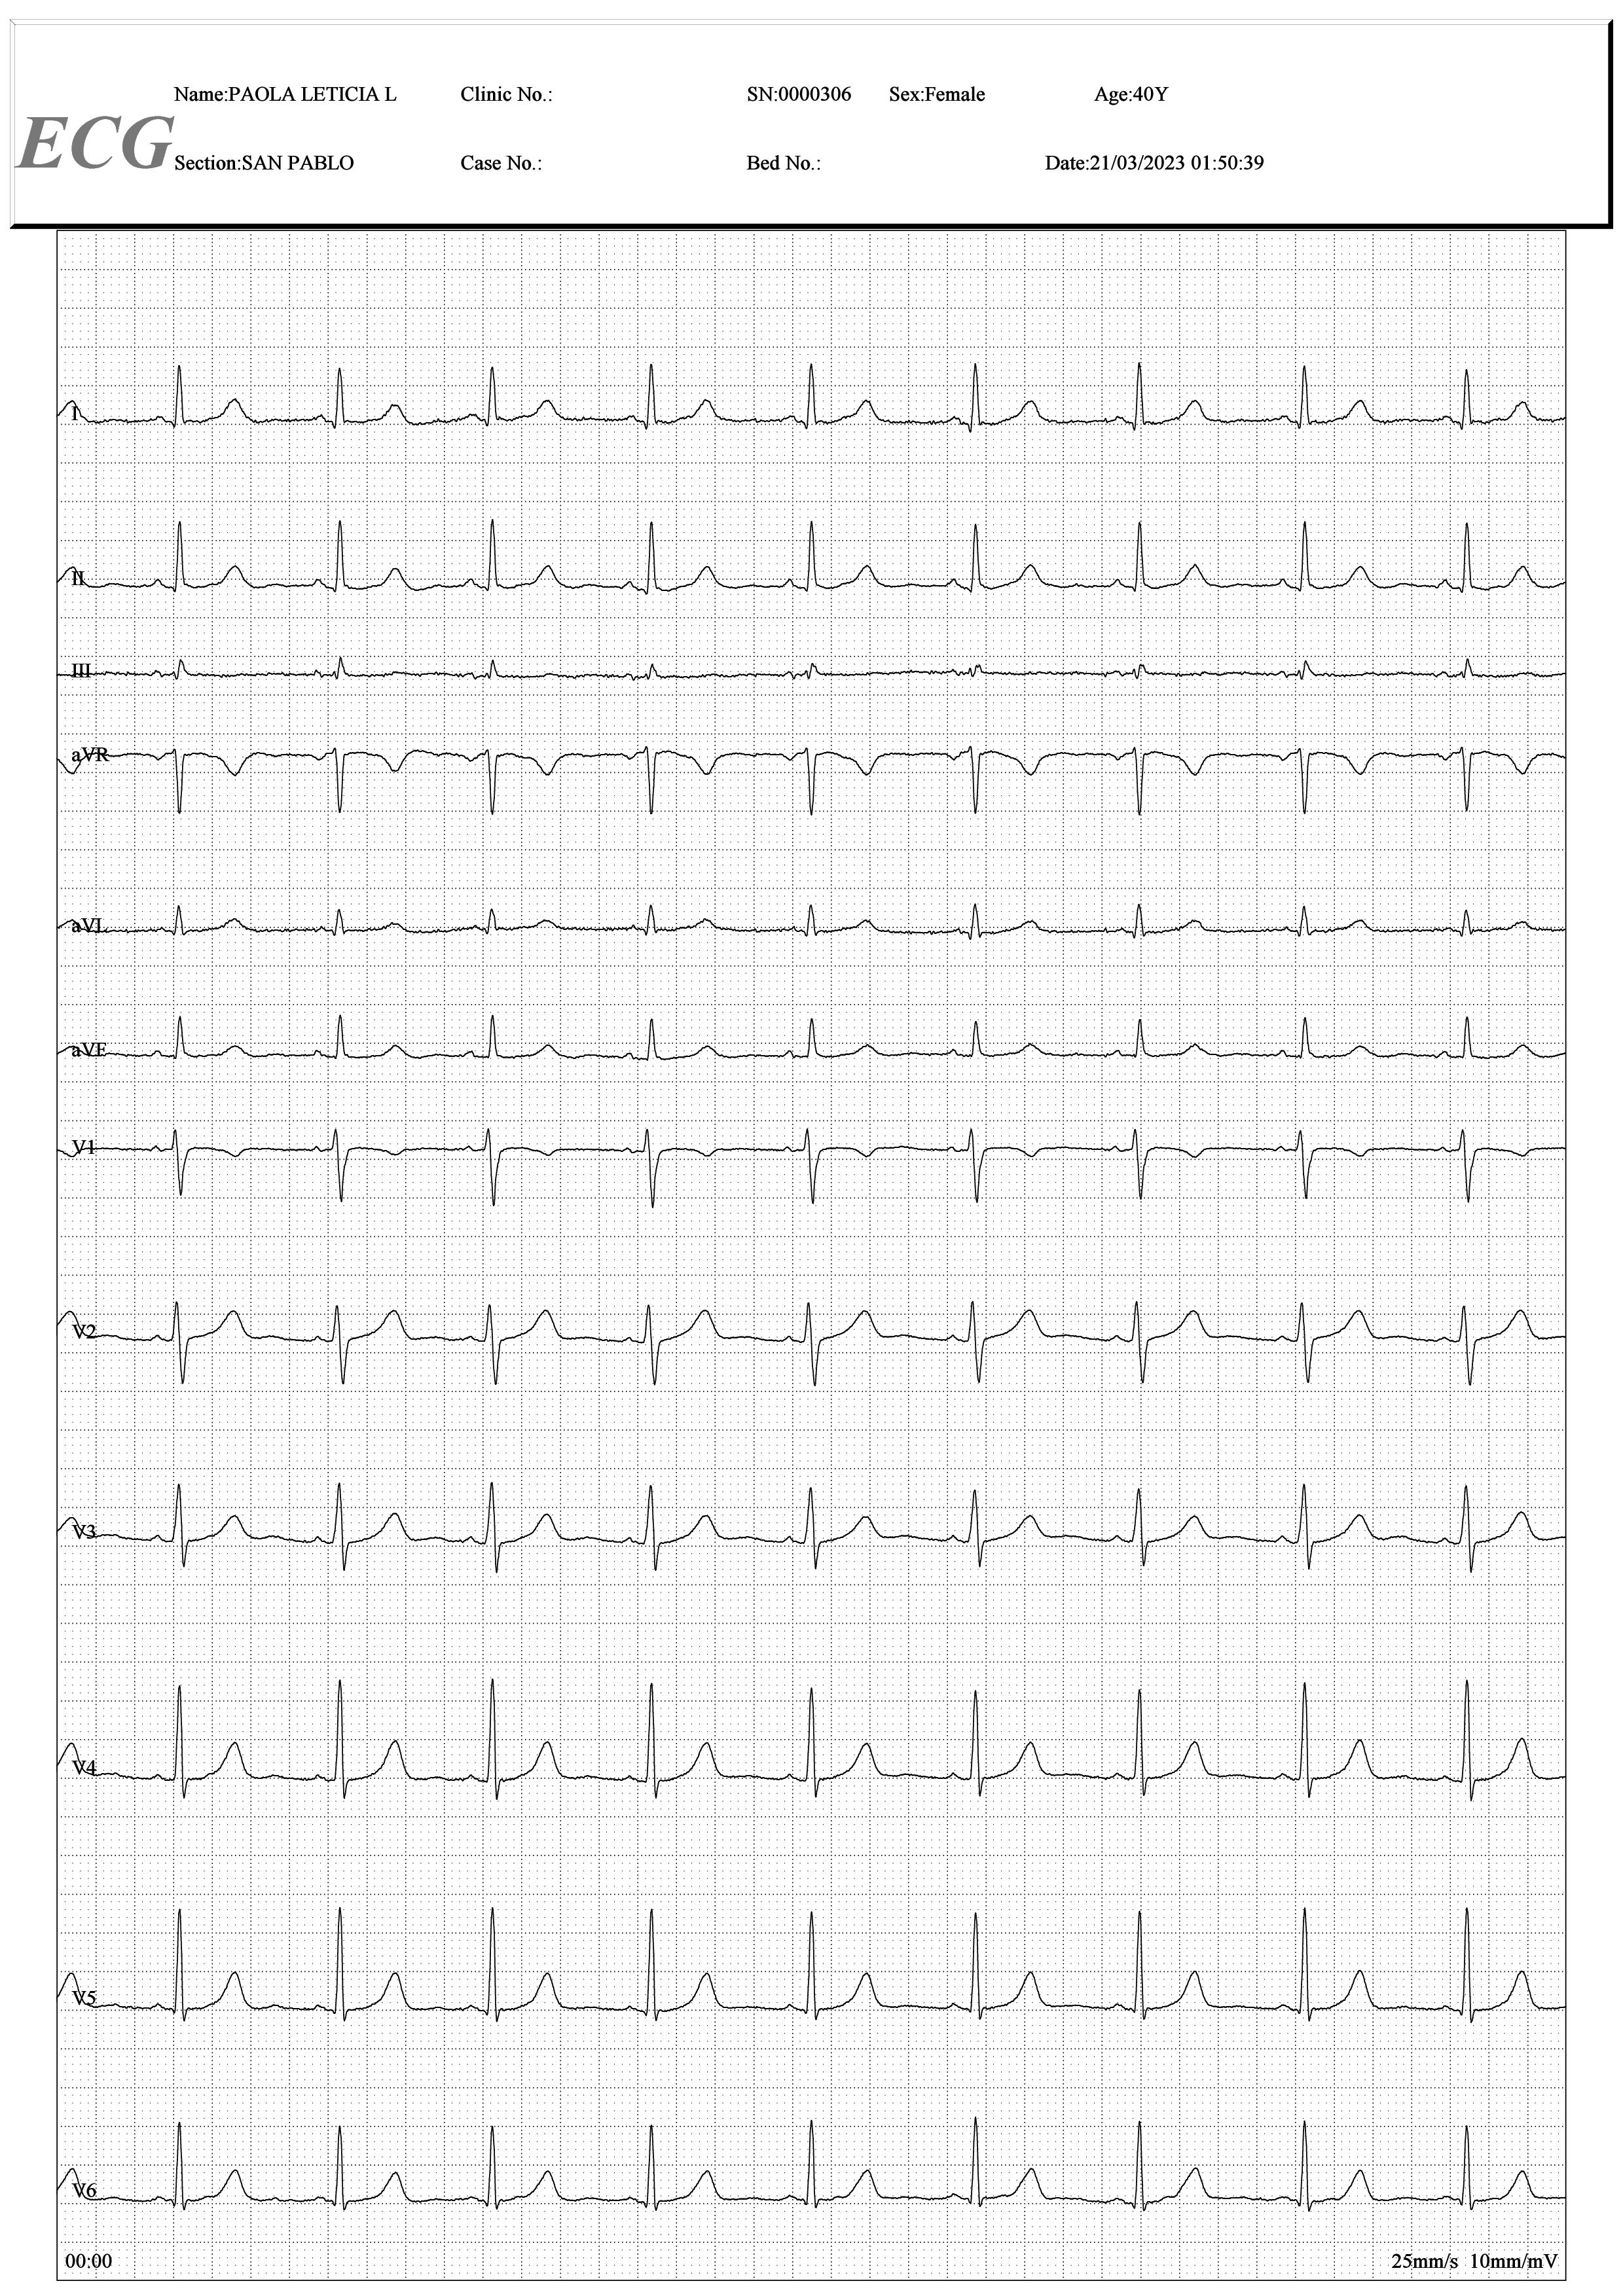 ECG
Name:PAOLA LETICIA L Clinic No.: SN:0000306 Sex:Female Age:40Y
Section:SAN PABLO Case No.: Bed No.: Date:21/03/2023 01:50:39
I
II
III
aVR
aVL
aVF
V1
V2
V3
V4
V5
V6
00:00 25mm/s 10mm/mV